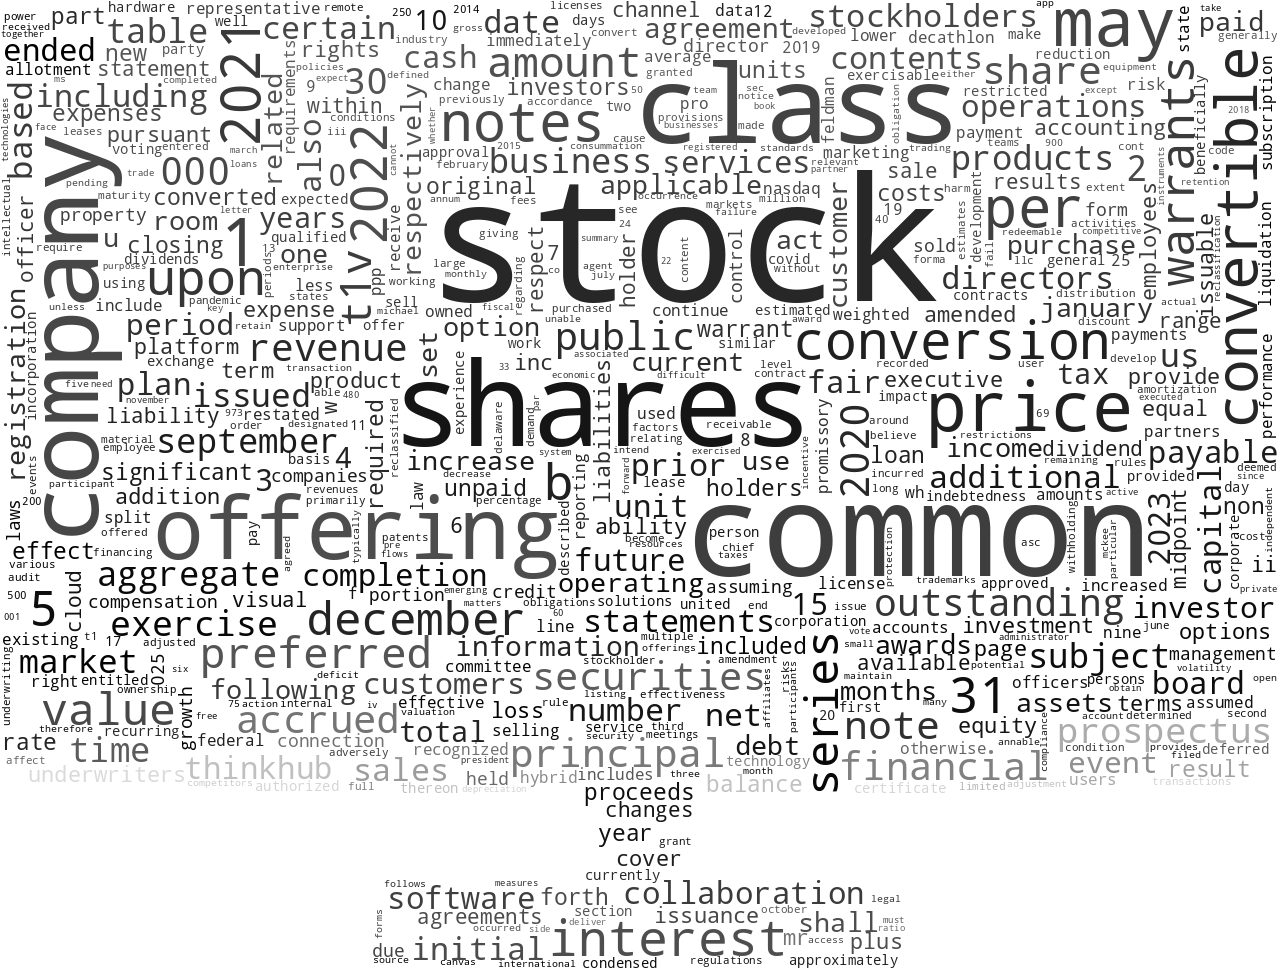 power hardware representative remote 250 2014 licenses convert channel data12 stockholders app may take
received part table well certain 10 date days agreement developed lower decathlon make state paid generally
together ended allotment new party 2021 rights industry cash gross immediately amount director 2019 contents reduction
allotment statement policies defined average units exercisable either share equipment
ms completed including 9 expect 30 change investors granted 50 team sec notice book restricted except risk
technologies expenses related requirements within conditions previously accordance two pro provisions operations
face leases pursuant also iii respectively whether notes class feldman obligation payment accounting warrants beneficially 2018 convertible subscription
voting entered march loans 000 0 2022 cannot approval 2015 consummation cause registered businesses made standards trading teams 900 cont code
based trade february business services partner relevant marketing products 2 instruments
pending company maturity converted expected original applicable nasdaq sale results extent retention
intellectual officer property room letter years annum fees occurrence markets million costs 19 harm per form
require u closing qualified 1 receive giving see failure stock 40 development redeemable activities competitive
dividends 13 one t1v summary 24 act customer sold estimates purchase employees issuable reclassification
purposes using upon enterprise periods large 7 respect holder 22 content control covid forma fail 11c general 25 liquidation
unless include pandemic less ppp working monthly co agent july without directors distribution actual
key states sell michael owned fiscal regarding purchased continue estimated weighted contracts january discount range
registration incorporation period retain expense support offer option unable public warrant award amended payments
platform revenue set work similar conversion us
exchange transaction 33 inc associated current level recorded user develop performance
five need term product experience economic difficult contract fair executive tax provide amortization
november plan issued able 480 liability 973 restated designated 11 w shares par used receivable impact price 69 executed equal
material order september required reclassified delaware demand factors 8 promissory 2020 around believe restrictions partners
employee basis 4 system relating exercised incentive loan income dividend payable
events significant 3 companies increase decrease liabilities intend prior use additional remaining rules
participant revenues law unpaid b forward lease holders incurred provided deemed
laws 200 addition primarily percentage reporting unit long wh indebtedness amounts active since
split offering 6 described ability person common 2023 midpoint capital day non
offered pay typically patents become chief asc withholding mckee particular independent
effect financing agreed pre flows future resources taxes protection corporate cost
various aggregate completion operating assuming license trademarks approved increased ii
audit 500 cloud compensation visual f portion emerging credit obligations solutions united end 15 issue outstanding private
001 5 exercise december matters line 60 statements corporation investor
existing t1 17 adjusted 025 information multiple included vote accounts investment nine june options
underwriting market six preferred stockholder offerings amendment small awards administrator page subject management
right entitled deficit committee securities available potential persons volatility
ownership following customers affiliates participants risks series maintain months officers obtain board open
value growth 75 action internal iv effective listing effectiveness 20 first many 31 assets terms assumed
free accrued valuation loss rule number net note account determined second
therefore recurring total selling service third equity prospectus
rate federal connection security meetings debt otherwise compliance condition provides deferred
affect time adversely recognized president principal technology annable filed
underwriters thinkhub sales held hybrid includes three month financial event result
competitors authorized full thereon depreciation balance certificate limited adjustment users transactions
proceeds
changes
year grant
cover
currently
follows measures
software forth collaboration legal
agreements section issuance october
forms occurred side deliver shall must
due initial interest mr access plus ratio
source canvas international condensed regulations approximately